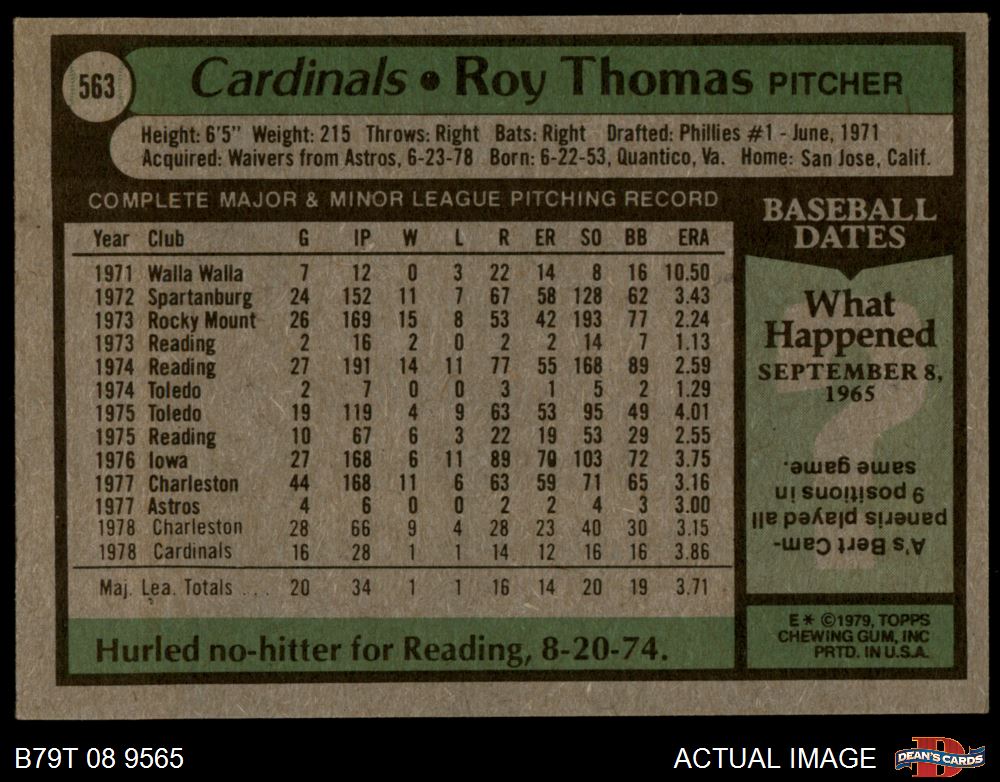 563
Cardinals • Roy Thomas PITCHER
Height: 6'5" Weight: 215 Throws: Right Bats: Right Drafted: Phillies #1 - June, 1971
Acquired: Waivers from Astros, 6-23-78 Born: 6-22-53, Quantico, Va. Home: San Jose, Calif.
COMPLETE MAJOR & MINOR LEAGUE PITCHING RECORD
Year Club G IP W L R ER SO BB ERA
1971 Walla Walla 7 12 0 3 22 14 8 16 10.50
1972 Spartanburg 24 152 11 7 67 58 128 62 3.43
1973 Rocky Mount 26 169 15 8 53 42 193 77 2.24
1973 Reading 2 16 2 0 2 2 14 7 1.13
1974 Reading 27 191 14 11 77 55 168 89 2.59
1974 Toledo 2 7 0 0 3 1 5 2 1.29
1975 Toledo 19 119 4 9 63 53 95 49 4.01
1975 Reading 10 67 6 3 22 19 53 29 2.55
1976 Iowa 27 168 6 11 89 70 103 72 3.75
1977 Charleston 44 168 11 6 63 59 71 65 3.16
1977 Astros 4 6 0 0 2 2 4 3 3.00
1978 Charleston 28 66 9 4 28 23 40 30 3.15
1978 Cardinals 16 28 1 1 14 12 16 16 3.86
Maj. Lea. Totals . . . 20 34 1 1 16 14 20 19 3.71
Hurled no-hitter for Reading, 8-20-74.
BASEBALL
DATES
What
Happened
SEPTEMBER 8,
1965
A's Bert Cam-
paneris played all
9 positions in
same game.
E * ©1979, TOPPS
CHEWING GUM, INC
PRTD. IN U.S.A.
B79T 08 9565
ACTUAL IMAGE
D
DEAN'S CARDS